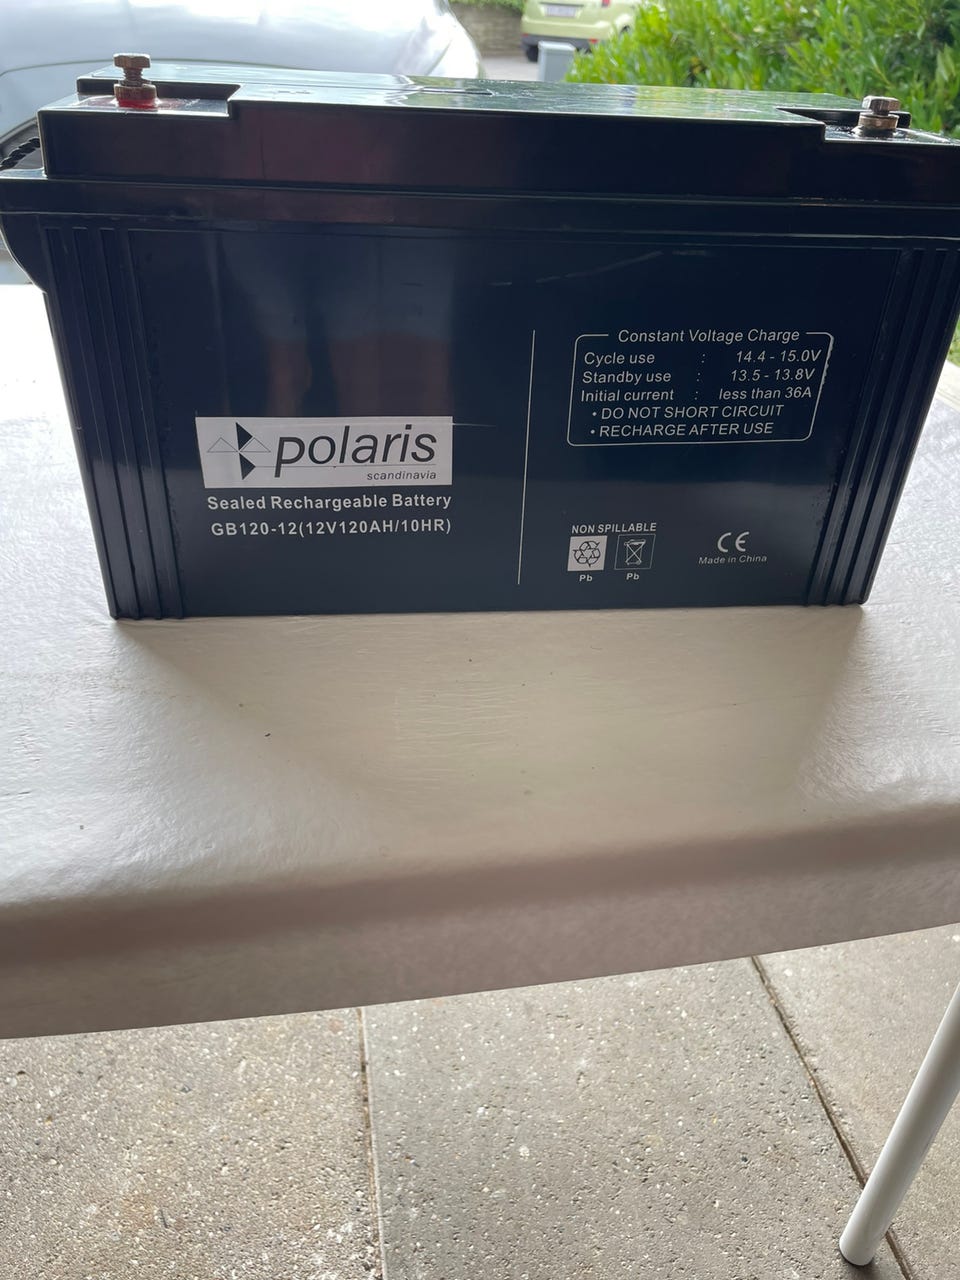 polaris
scandinavia
Sealed Rechargeable Battery
GB120-12(12V120AH/10HR)
Constant Voltage Charge
Cycle use : 14.4 - 15.0V
Standby use : 13.5 - 13.8V
Initial current : less than 36A
• DO NOT SHORT CIRCUIT
• RECHARGE AFTER USE
NON SPILLABLE
Pb Pb
CE
Made in China